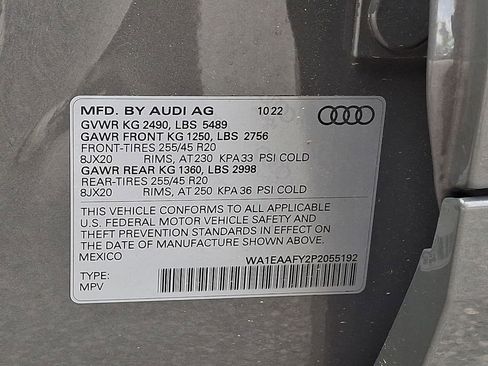 MFD. BY AUDI AG 10 22
GVWR KG 2490, LBS 5489
GAWR FRONT KG 1250, LBS 2756
FRONT-TIRES 255/45 R20
8JX20 RIMS, AT 230 KPA 33 PSI COLD
GAWR REAR KG 1360, LBS 2998
REAR-TIRES 255/45 R20
8JX20 RIMS, AT 250 KPA 36 PSI COLD
THIS VEHICLE CONFORMS TO ALL APPLICABLE
U.S. FEDERAL MOTOR VEHICLE SAFETY AND
THEFT PREVENTION STANDARDS IN EFFECT ON
THE DATE OF MANUFACTURE SHOWN ABOVE.
MEXICO
WA1EAAFY2P2055192
TYPE:
MPV